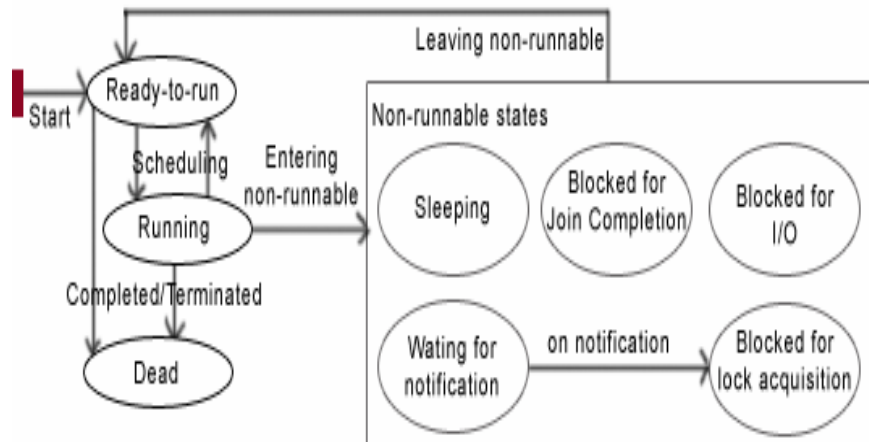 Leaving non-runnable
Ready-to-run
Start
Non-runnable states
Scheduling
Entering
non-runnable
Sleeping
Blocked for
Join Completion
Blocked for
I/O
Running
Completed/Terminated
Wating for
notification
on notification
Blocked for
lock acquisition
Dead